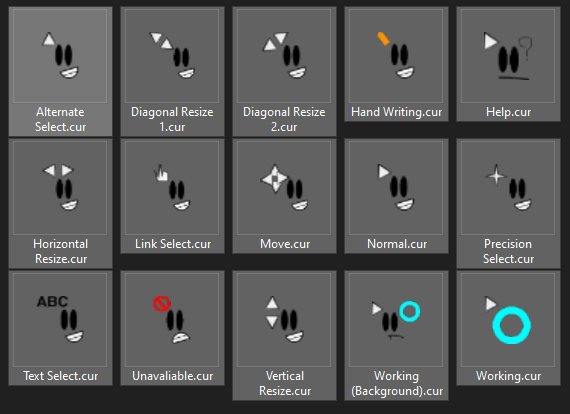 Alternate
Select.cur
Diagonal Resize
1.cur
Diagonal Resize
2.cur
Hand Writing.cur
?
Help.cur
Horizontal
Resize.cur
Link Select.cur
Move.cur
Normal.cur
Precision
Select.cur
ABC
Text Select.cur
Unavaliable.cur
Vertical
Resize.cur
Working
(Background).cur
Working.cur